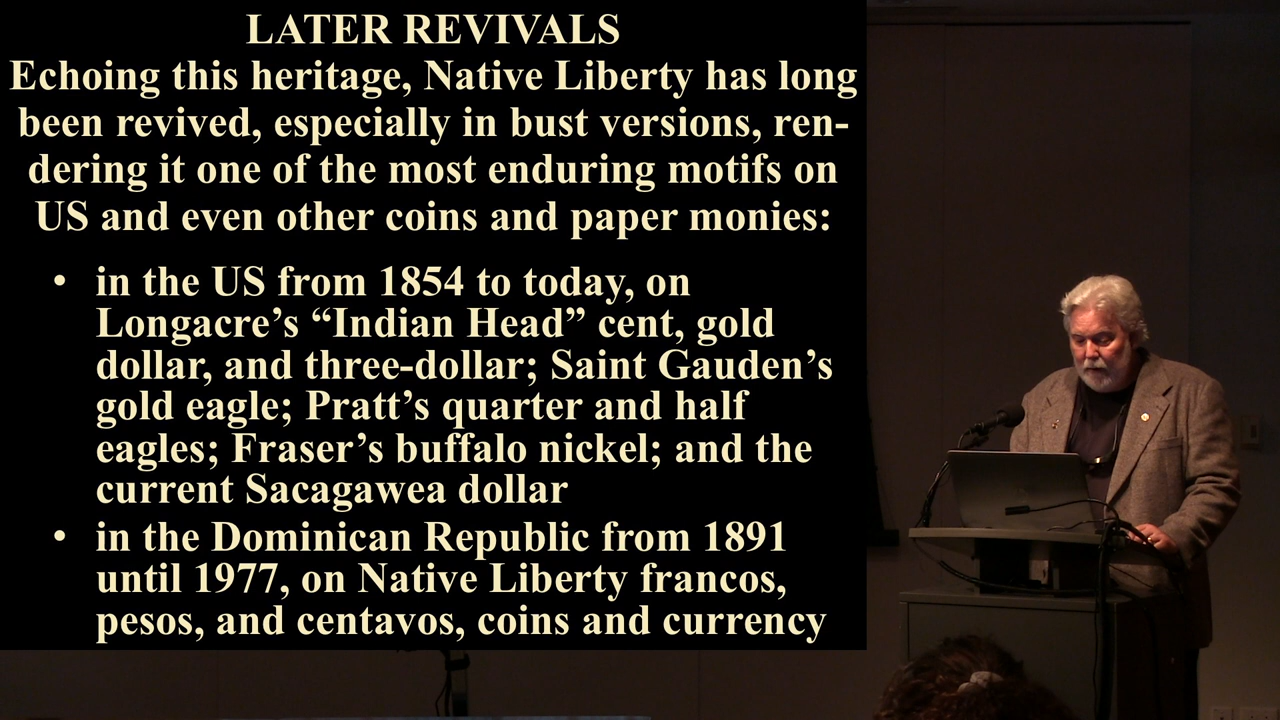 LATER REVIVALS
Echoing this heritage, Native Liberty has long
been revived, especially in bust versions, ren-
dering it one of the most enduring motifs on
US and even other coins and paper monies:
• in the US from 1854 to today, on
Longacre’s “Indian Head” cent, gold
dollar, and three-dollar; Saint Gauden’s
gold eagle; Pratt’s quarter and half
eagles; Fraser’s buffalo nickel; and the
current Sacagawea dollar
• in the Dominican Republic from 1891
until 1977, on Native Liberty francos,
pesos, and centavos, coins and currency